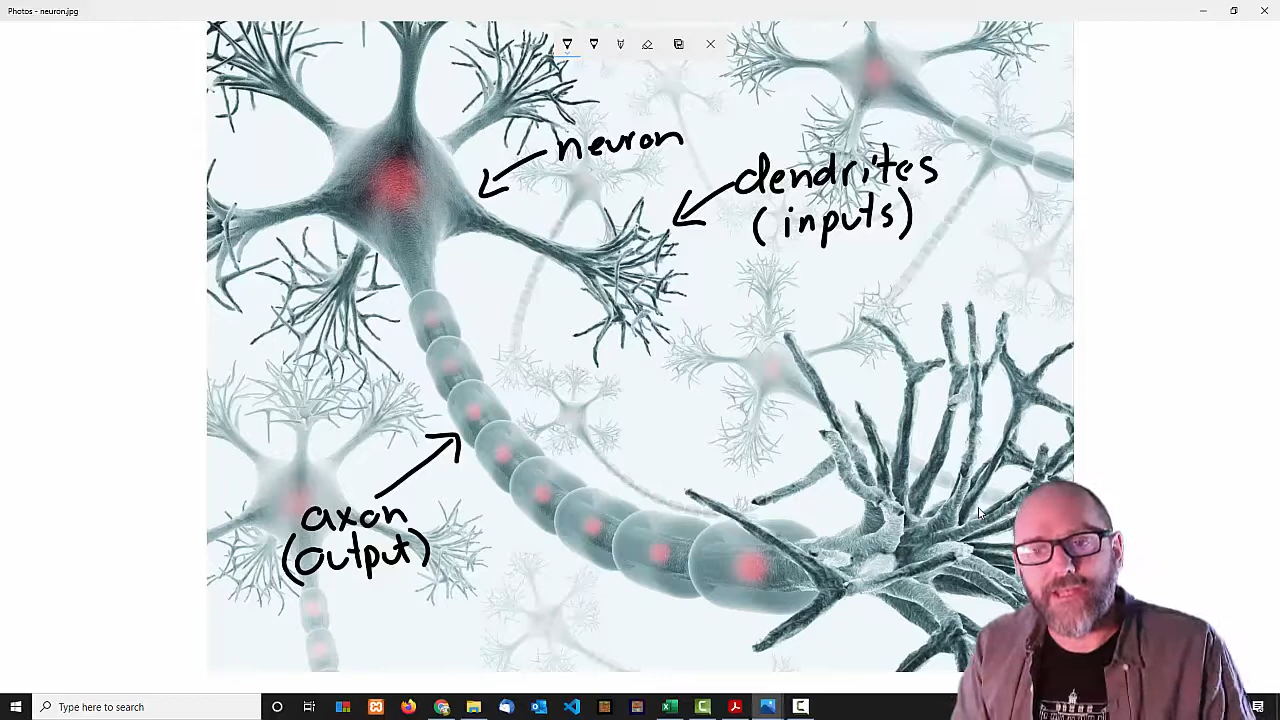 Photos - neuron.jpg
neuron
dendrites
(inputs)
axon
(output)
Type here to search